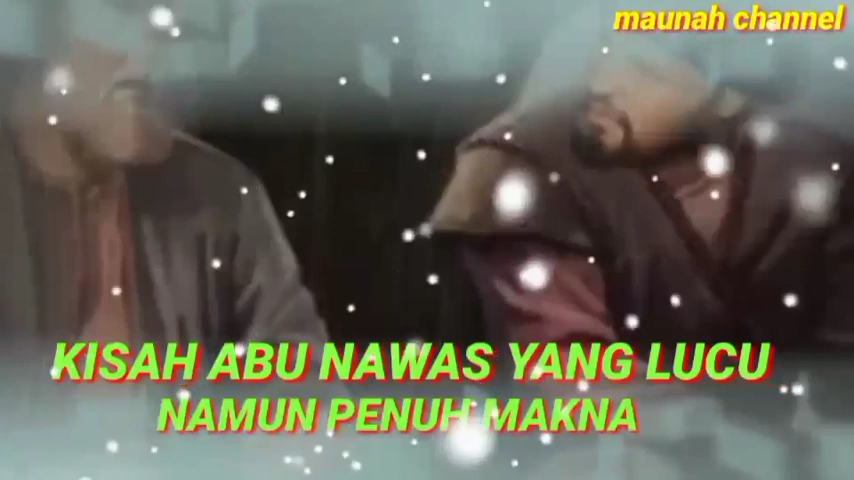 maunah channel
KISAH ABU NAWAS YANG LUCU
NAMUN PENUH MAKNA